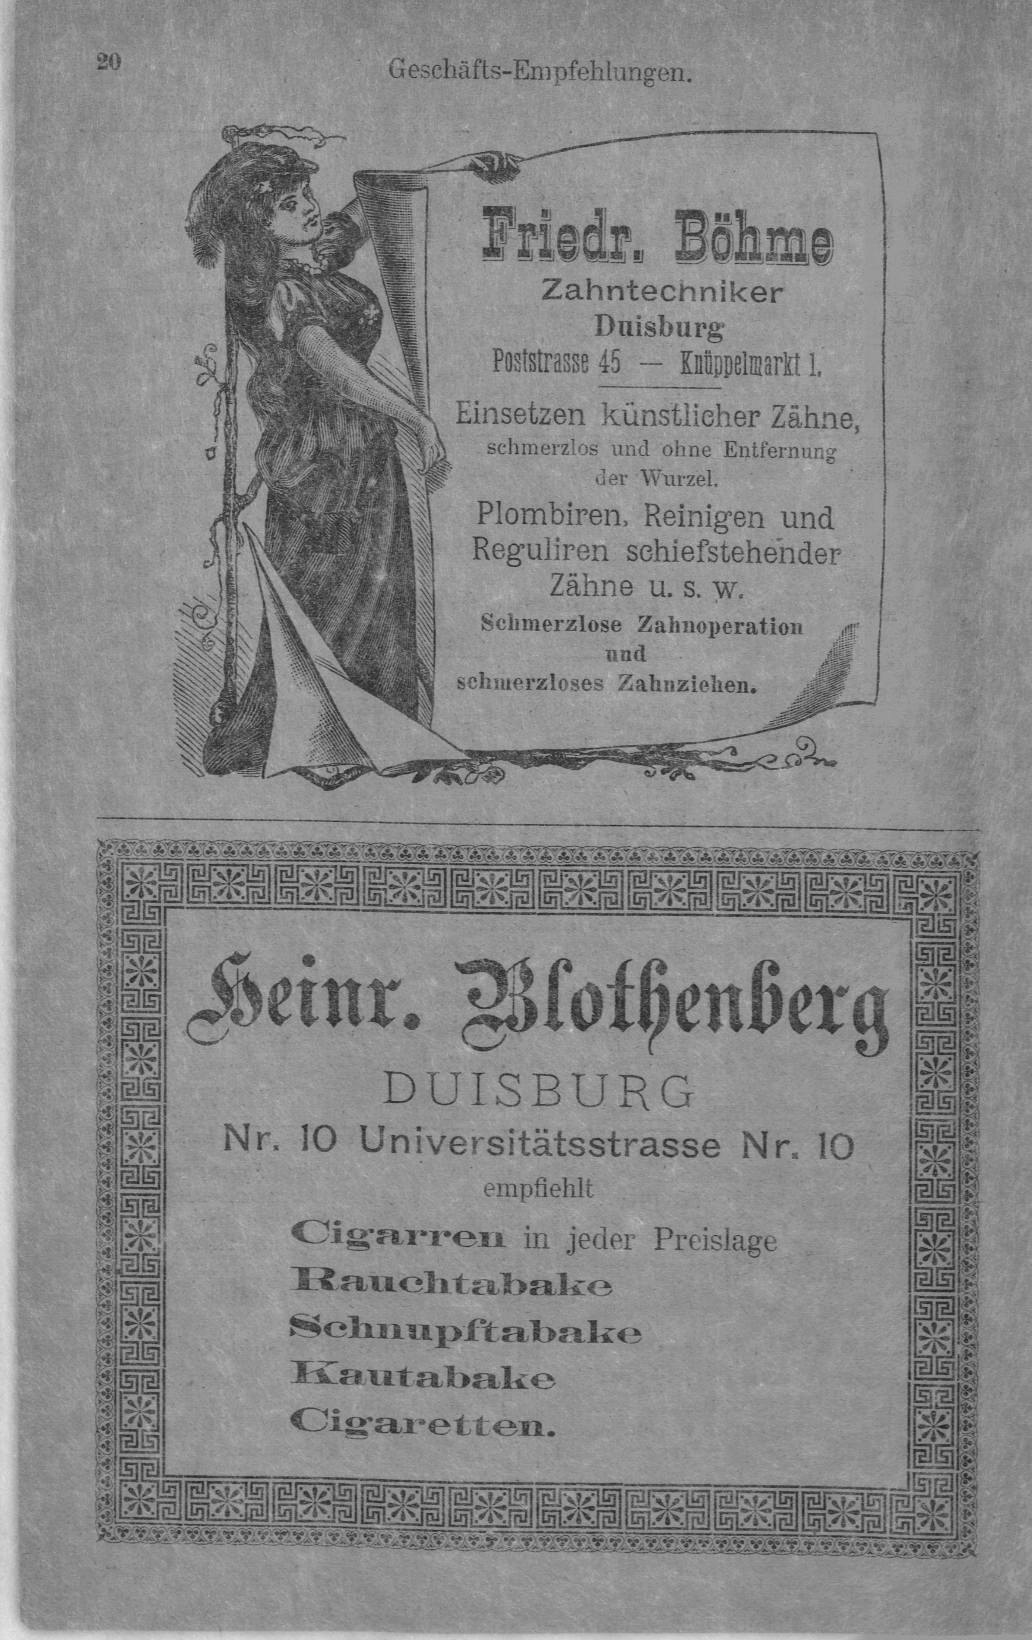 20
Geschäfts-Empfehlungen.
Friedr. Böhme
Zahntechniker
Duisburg
Poststrasse 45 — Knüppelmarkt 1.
Einsetzen künstlicher Zähne,
schmerzlos und ohne Entfernung
der Wurzel.
Plombiren, Reinigen und
Reguliren schiefstehender
Zähne u. s. w.
Schmerzlose Zahnoperation
und
schmerzloses Zahnziehen.
Heinr. Blothenberg
DUISBURG
Nr. 10 Universitätsstrasse Nr. 10
empfiehlt
Cigarren in jeder Preislage
Rauchtabake
Schnupftabake
Kautabake
Cigaretten.